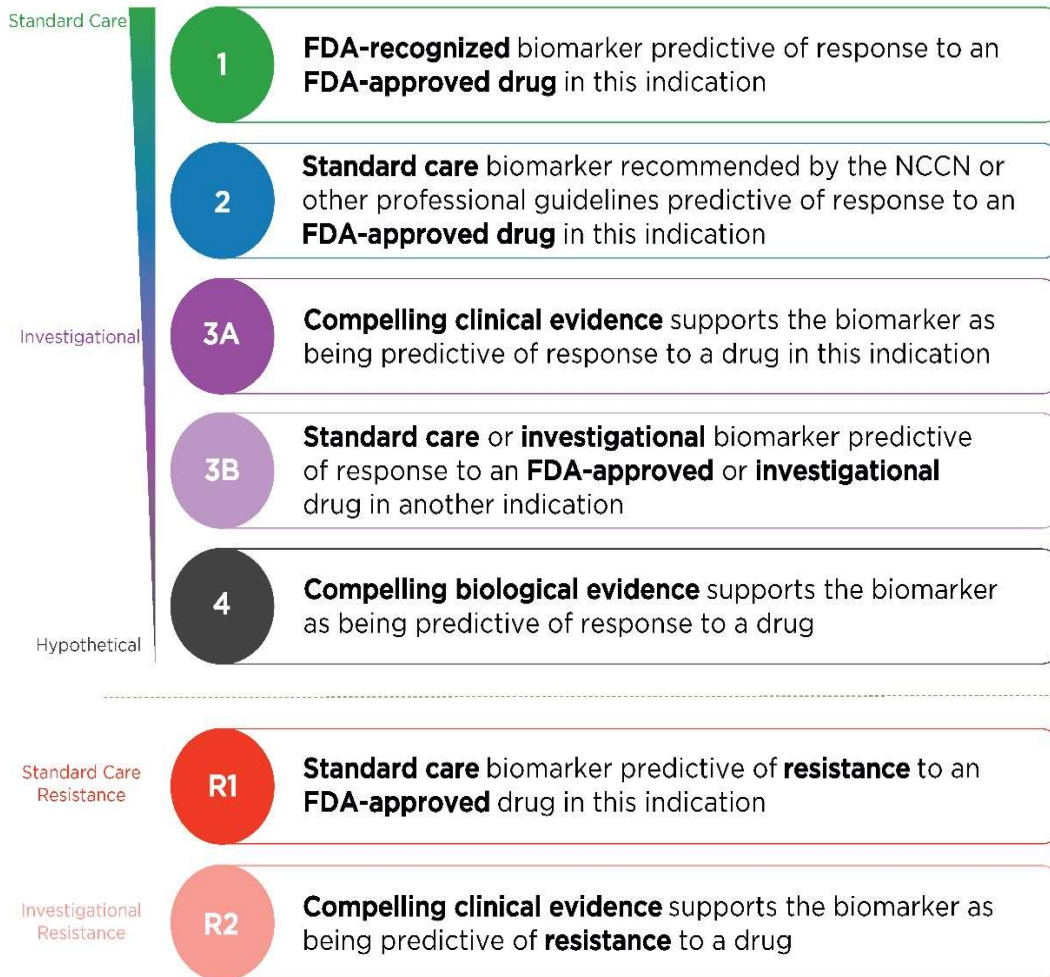 Standard Care
1
FDA-recognized biomarker predictive of response to an
FDA-approved drug in this indication
2
Standard care biomarker recommended by the NCCN or
other professional guidelines predictive of response to an
FDA-approved drug in this indication
Investigational
3A
Compelling clinical evidence supports the biomarker as
being predictive of response to a drug in this indication
3B
Standard care or investigational biomarker predictive
of response to an FDA-approved or investigational
drug in another indication
4
Compelling biological evidence supports the biomarker
as being predictive of response to a drug
Hypothetical
Standard Care
Resistance
R1
Standard care biomarker predictive of resistance to an
FDA-approved drug in this indication
Investigational
Resistance
R2
Compelling clinical evidence supports the biomarker as
being predictive of resistance to a drug